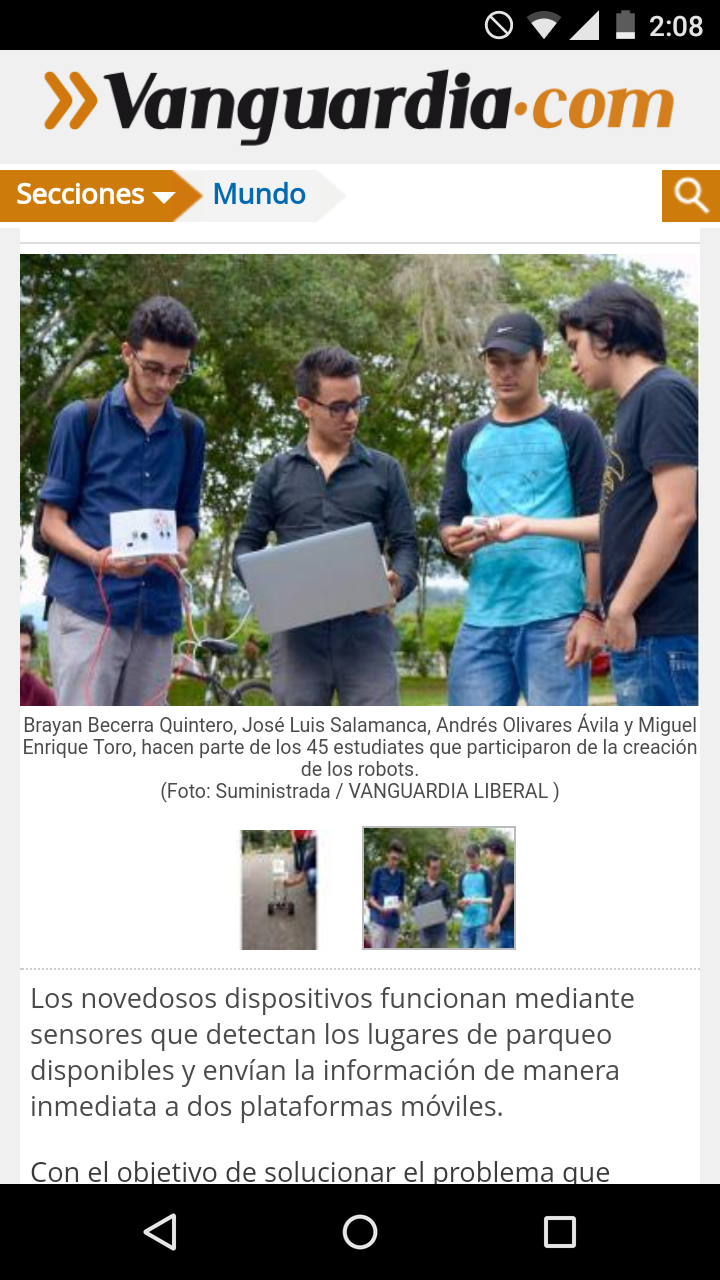 2:08
Vanguardia.com
Secciones Mundo
Brayan Becerra Quintero, José Luis Salamanca, Andrés Olivares Ávila y Miguel
Enrique Toro, hacen parte de los 45 estudiates que participaron de la creación
de los robots.
(Foto: Suministrada / VANGUARDIA LIBERAL )
Los novedosos dispositivos funcionan mediante
sensores que detectan los lugares de parqueo
disponibles y envían la información de manera
inmediata a dos plataformas móviles.
Con el objetivo de solucionar el problema que